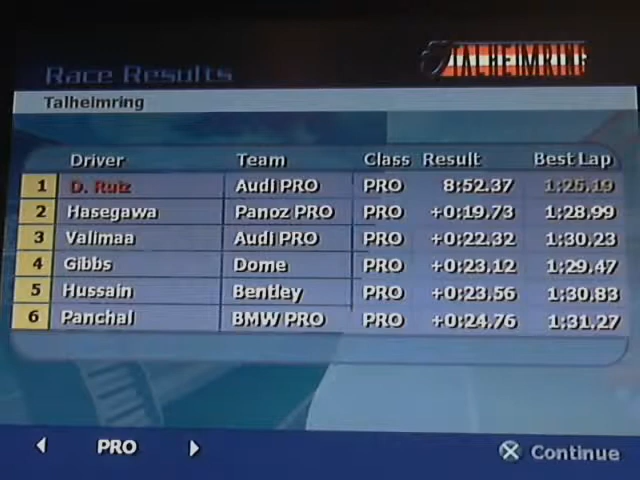 TALHEIMRING
Race Results
Talheimring
Driver Team Class Result Best Lap
1 D. Ruiz Audi PRO PRO 8:52.37 1:25.19
2 Hasegawa Panoz PRO PRO +0:19.73 1:28.99
3 Valimaa Audi PRO PRO +0:22.32 1:30.23
4 Gibbs Dome PRO +0:23.12 1:29.47
5 Hussain Bentley PRO +0:23.56 1:30.83
6 Panchal BMW PRO PRO +0:24.76 1:31.27
PRO Continue